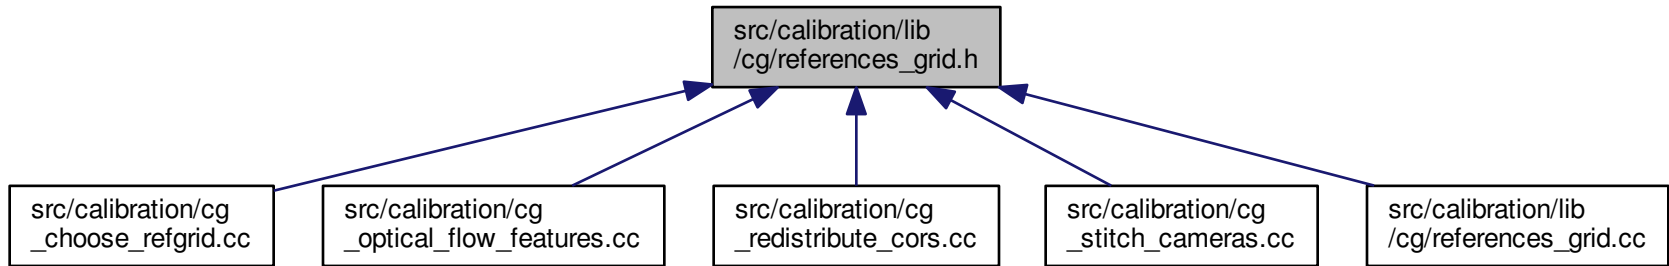 src/calibration/lib
/cg/references_grid.h
src/calibration/cg
_choose_refgrid.cc
src/calibration/cg
_optical_flow_features.cc
src/calibration/cg
_redistribute_cors.cc
src/calibration/cg
_stitch_cameras.cc
src/calibration/lib
/cg/references_grid.cc